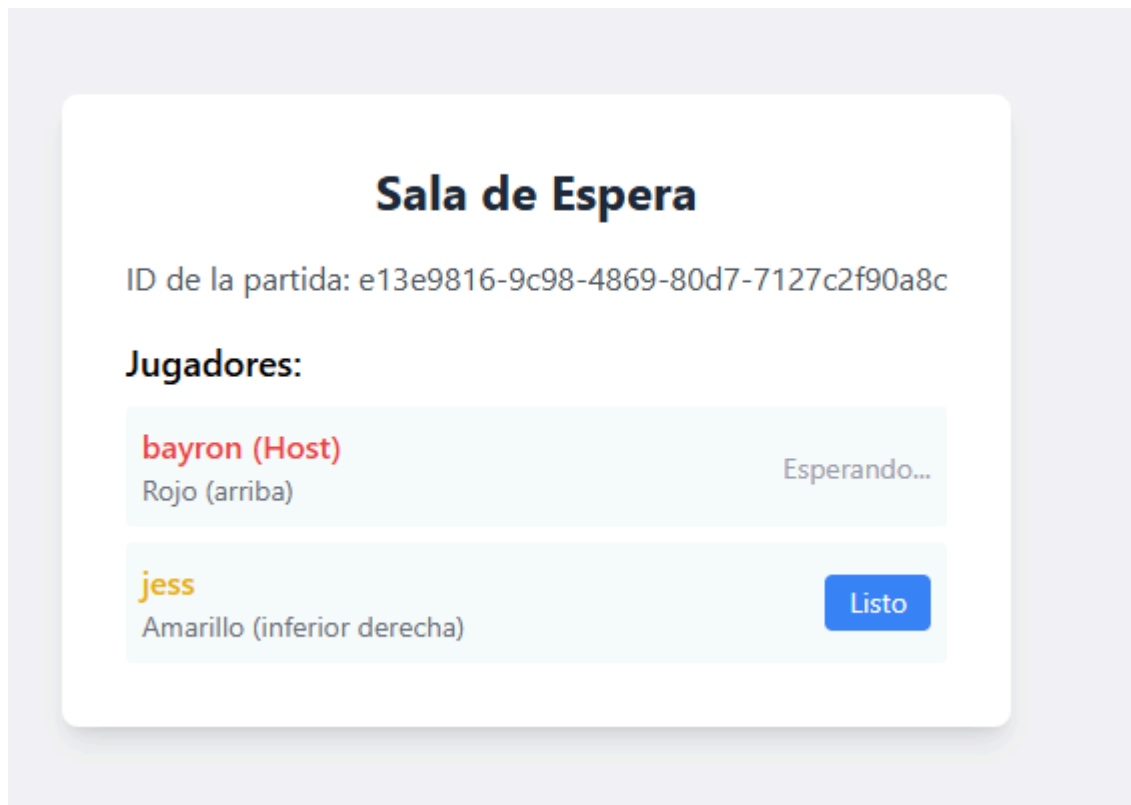 Sala de Espera
ID de la partida: e13e9816-9c98-4869-80d7-7127c2f90a8c
Jugadores:
bayron (Host)
Rojo (arriba)
Esperando...
jess
Amarillo (inferior derecha)
Listo